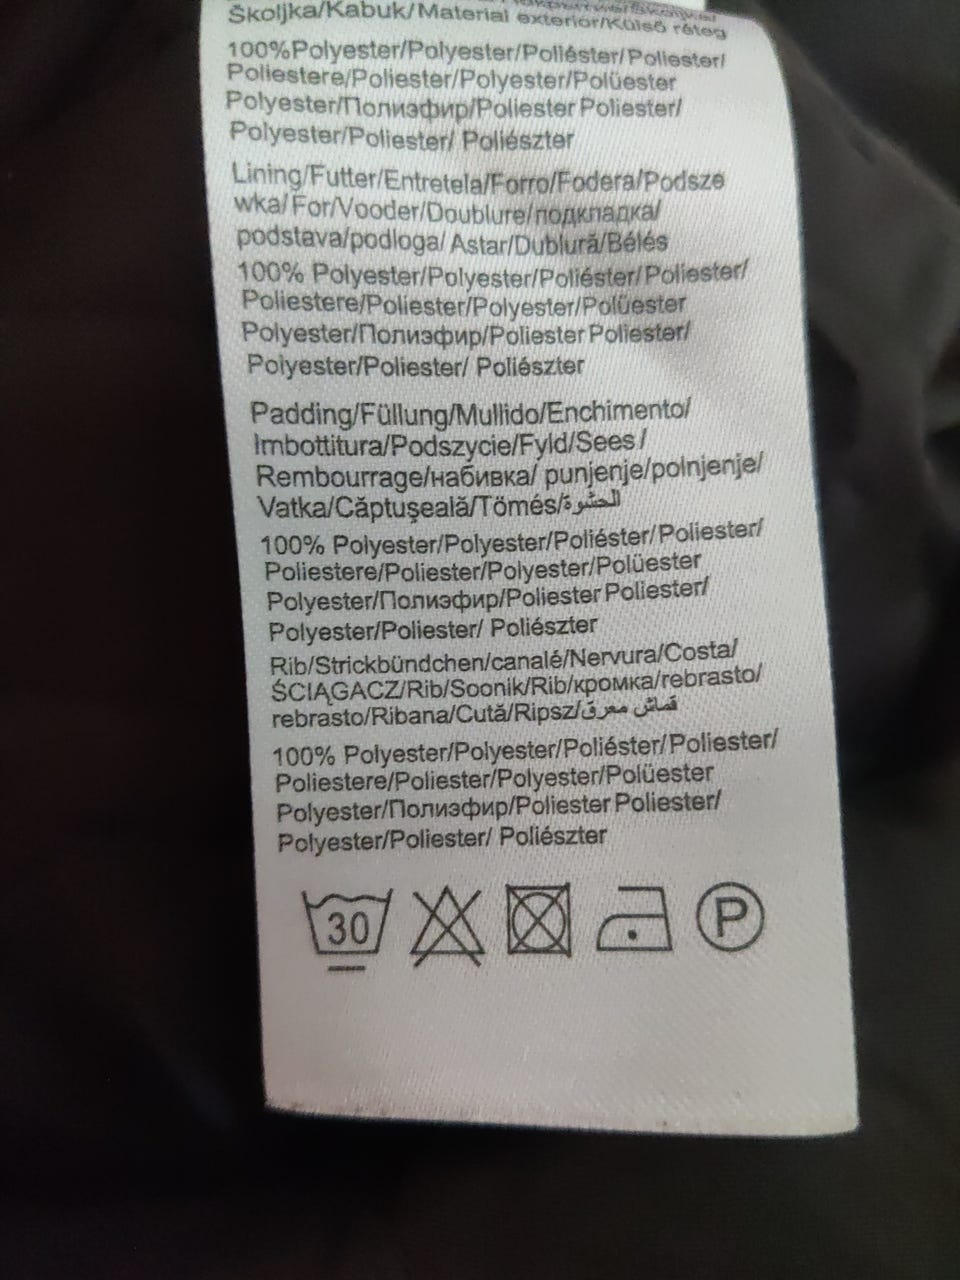 Školjka/Kabuk/Material exterior/Külső réteg
100%Polyester/Polyester/Poliéster/Poliester/
Poliestere/Poliester/Polyester/Polüester
Polyester/Полиэфир/Poliester Poliester/
Polyester/Poliester/ Poliészter
Lining/Futter/Entretela/Forro/Fodera/Podsze
wka/For/Vooder/Doublure/подкладка/
podstava/podloga/ Astar/Dublură/Bélés
100% Polyester/Polyester/Poliéster/Poliester/
Poliestere/Poliester/Polyester/Polüester
Polyester/Полиэфир/Poliester Poliester/
Polyester/Poliester/ Poliészter
Padding/Füllung/Mullido/Enchimento/
Imbottitura/Podszycie/Fyld/Sees/
Rembourrage/набивка/ punjenje/polnjenje/
Vatka/Căptuşeală/Tömés/الحشوة
100% Polyester/Polyester/Poliéster/Poliester/
Poliestere/Poliester/Polyester/Polüester
Polyester/Полиэфир/Poliester Poliester/
Polyester/Poliester/ Poliészter
Rib/Strickbündchen/canalé/Nervura/Costa/
ŚCIĄGACZ/Rib/Soonik/Rib/кромка/rebrasto/
rebrasto/Ribana/Cută/Ripsz/قماش معرق
100% Polyester/Polyester/Poliéster/Poliester/
Poliestere/Poliester/Polyester/Polüester
Polyester/Полиэфир/Poliester Poliester/
Polyester/Poliester/ Poliészter
30 P